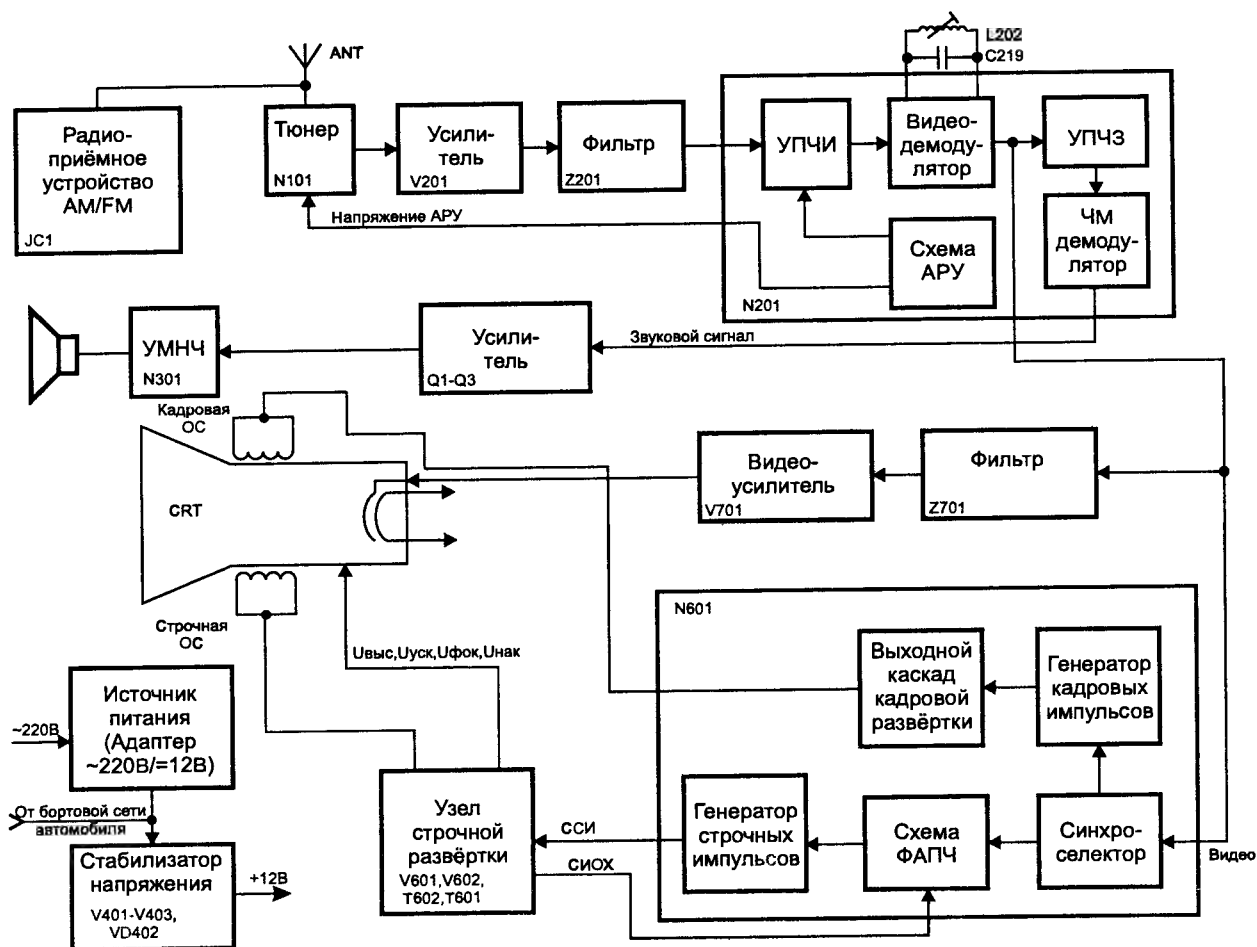 L202
C219
ANT
Радио-
приёмное
устройство
АМ/FM
JC1
Тюнер
N101
Усили-
тель
V201
Фильтр
Z201
УПЧИ
Видео-
демоду-
лятор
УПЧЗ
ЧМ
демоду-
лятор
Схема
АРУ
N201
Напряжение АРУ
Звуковой сигнал
УМНЧ
N301
Усили-
тель
Q1-Q3
Кадровая
ОС
CRT
Видео-
усилитель
V701
Фильтр
Z701
Строчная
ОС
Uвыс,Uуск,Uфок,Uнак
N601
Выходной
каскад
кадровой
развёртки
Генератор
кадровых
импульсов
Источник
питания
(Адаптер
~220В/=12В)
~220В
От бортовой сети
автомобиля
Стабилизатор
напряжения
V401-V403,
VD402
+12В
Узел
строчной
развёртки
V601,V602,
T602,T601
ССИ
СИОХ
Генератор
строчных
импульсов
Схема
ФАПЧ
Синхро-
селектор
Видео